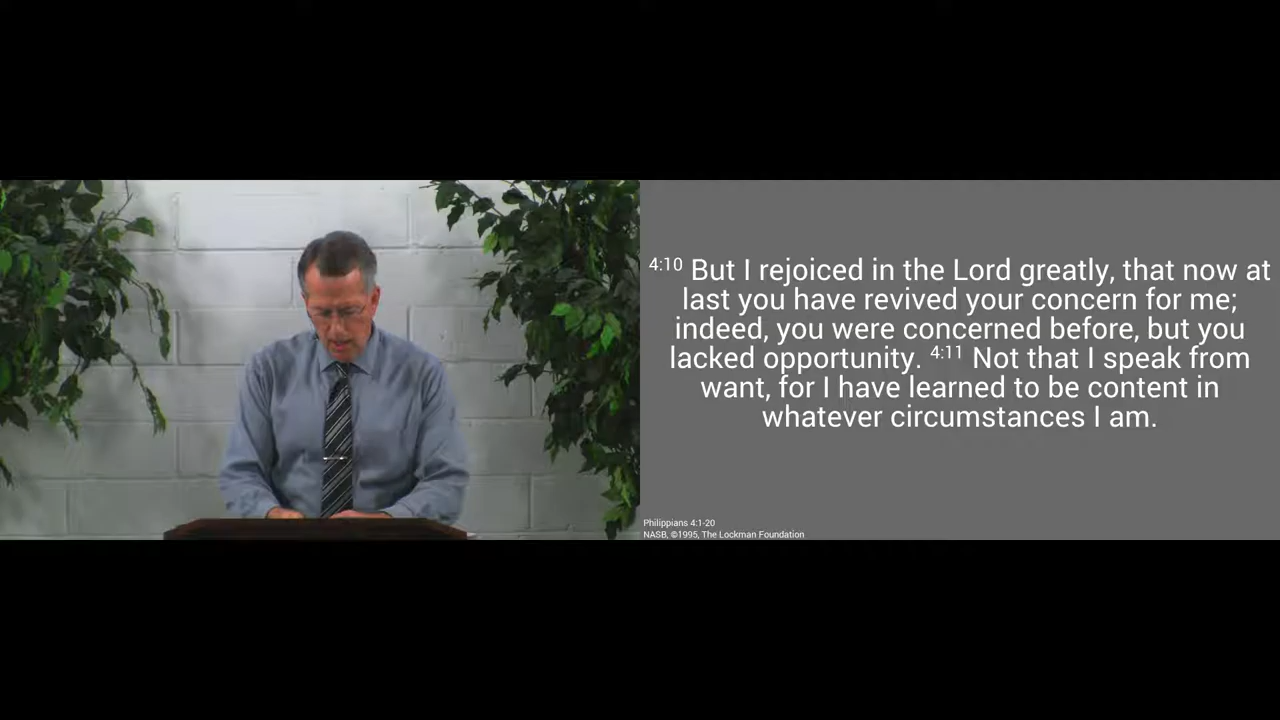 4:10 But I rejoiced in the Lord greatly, that now at
last you have revived your concern for me;
indeed, you were concerned before, but you
lacked opportunity. 4:11 Not that I speak from
want, for I have learned to be content in
whatever circumstances I am.
Philippians 4:1-20
NASB, ©1995, The Lockman Foundation